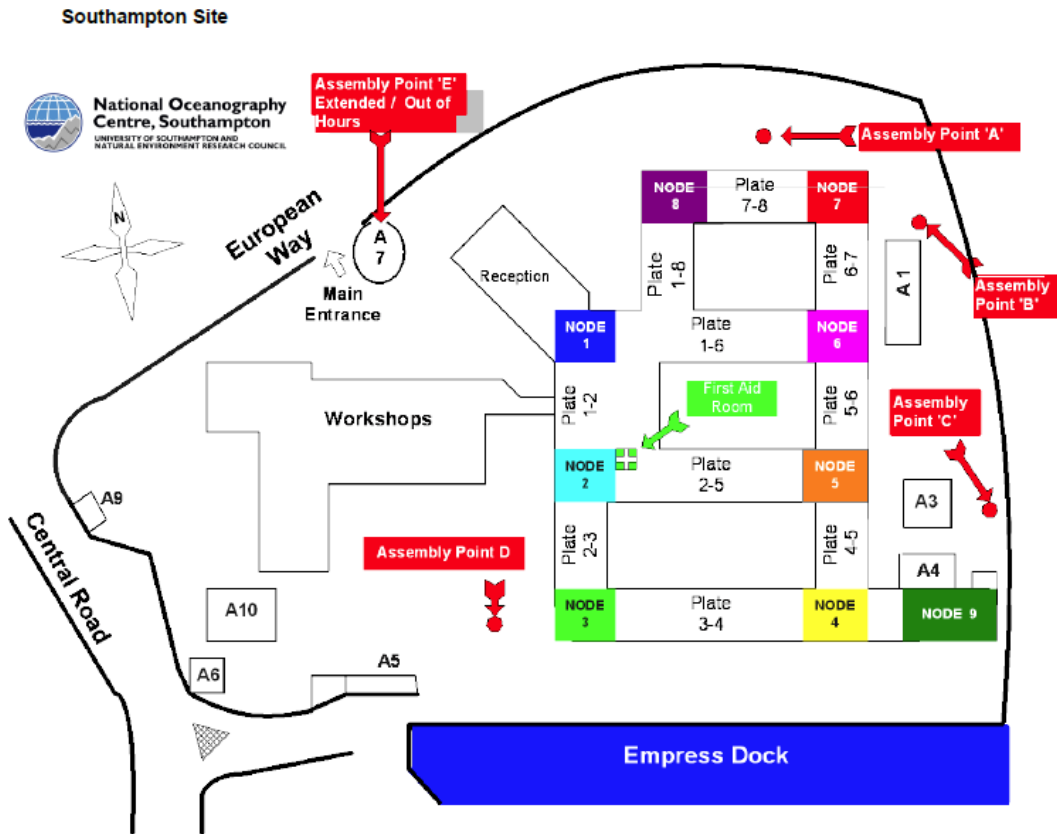 Southampton Site
National Oceanography
Centre, Southampton
UNIVERSITY OF SOUTHAMPTON AND
NATURAL ENVIRONMENT RESEARCH COUNCIL
Assembly Point 'E'
Extended / Out of
Hours
Assembly Point 'A'
N
European
Way
A
7
Main
Entrance
Reception
NODE
8
Plate
7-8
NODE
7
Plate
1-8
Plate
6-7
A 1
Assembly
Point 'B'
NODE
1
Plate
1-6
NODE
6
Workshops
Plate
1-2
First Aid
Room
Plate
5-6
Assembly
Point 'C'
NODE
2
Plate
2-5
NODE
5
A9
A3
Central Road
Assembly Point D
Plate
2-3
Plate
4-5
A4
A10
NODE
3
Plate
3-4
NODE
4
NODE 9
A6
A5
Empress Dock